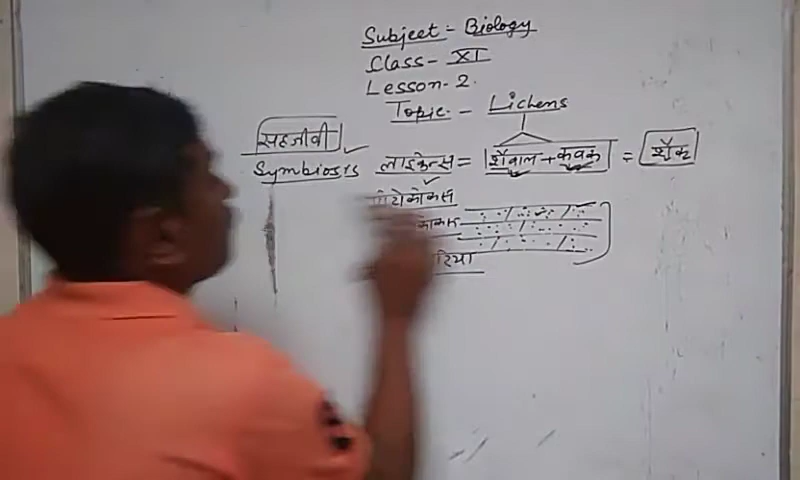 Subject:- Biology
Class- XI
Lesson-2.
Topic:- Lichens
सहजीवी
Symbiosis लाइकेन्स = शैवाल + कवक = शैक